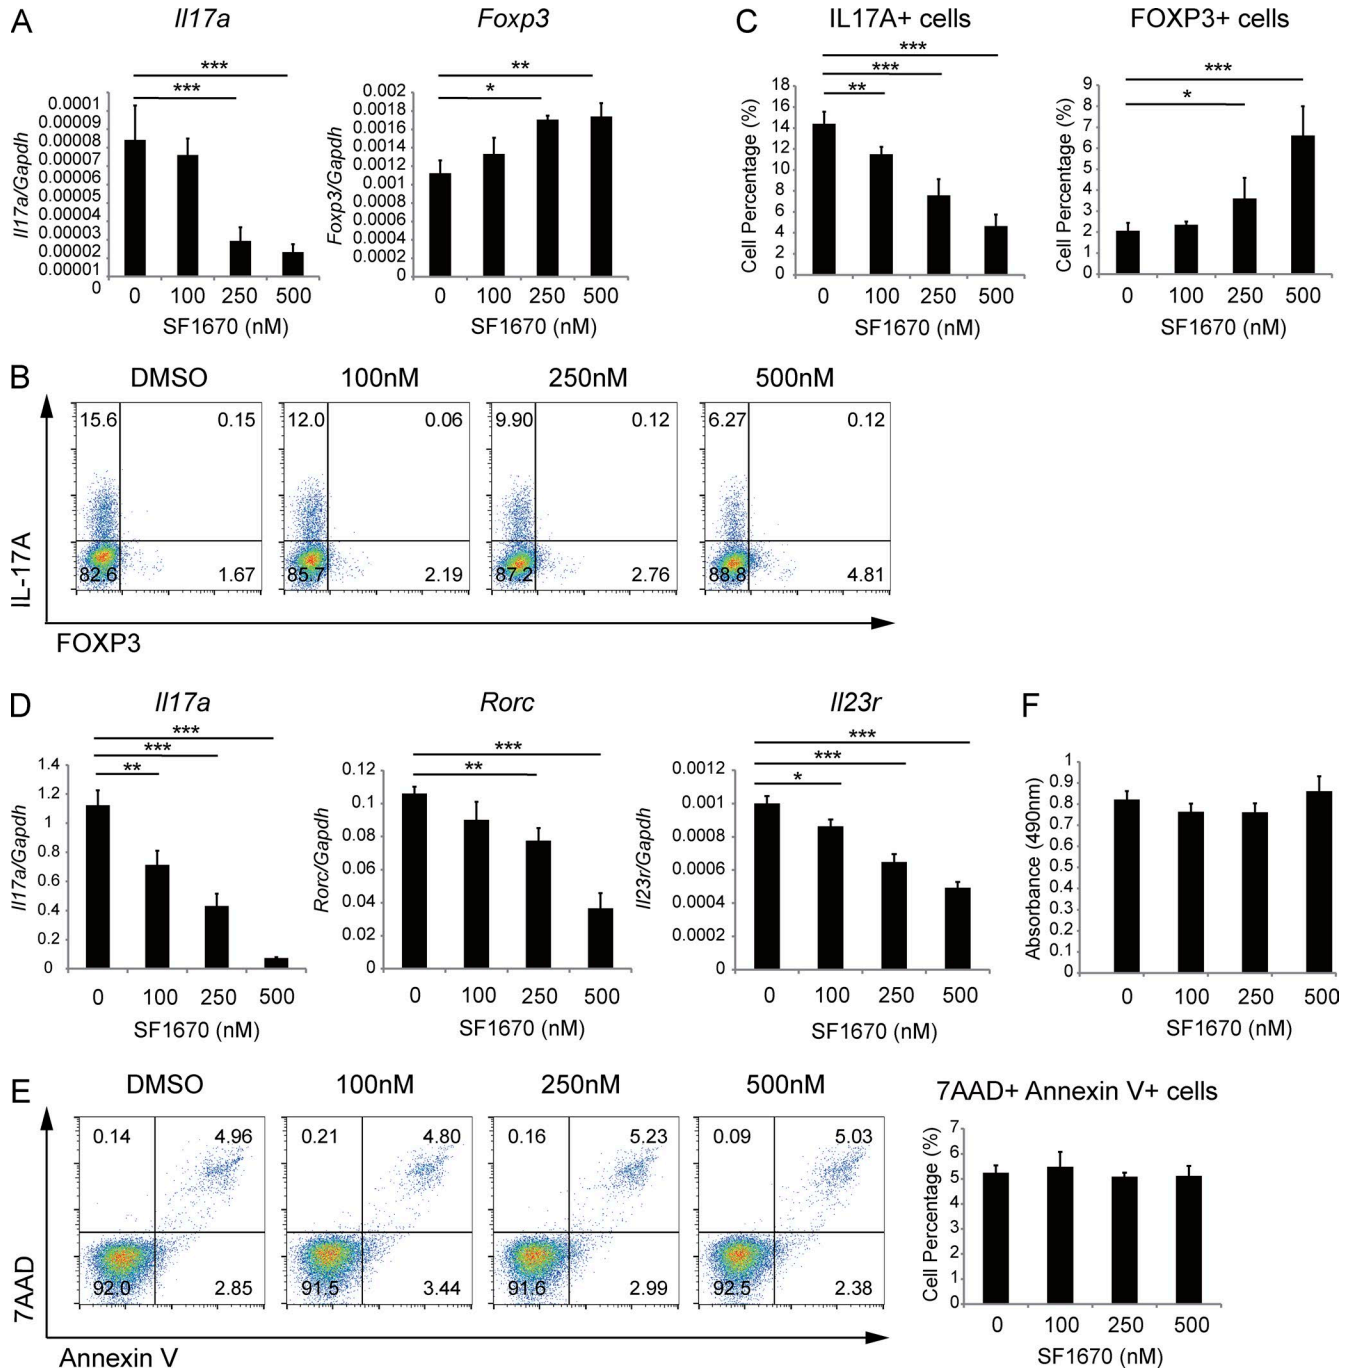 A
Il17a
Foxp3
C
IL17A+ cells
FOXP3+ cells
***
***
Il17a/Gapdh
0.0001
0.00009
0.00008
0.00007
0.00006
0.00005
0.00004
0.00003
0.00002
0.00001
0
0 100 250 500
SF1670 (nM)
**
*
Foxp3/Gapdh
0.002
0.0018
0.0016
0.0014
0.0012
0.001
0.0008
0.0006
0.0004
0.0002
0
0 100 250 500
SF1670 (nM)
***
***
**
Cell Percentage (%)
18
16
14
12
10
8
6
4
2
0
0 100 250 500
SF1670 (nM)
***
*
Cell Percentage (%)
9
8
7
6
5
4
3
2
1
0
0 100 250 500
SF1670 (nM)
B
DMSO 100nM 250nM 500nM
15.6 0.15 12.0 0.06 9.90 0.12 6.27 0.12
82.6 1.67 85.7 2.19 87.2 2.76 88.8 4.81
IL-17A
FOXP3
D
Il17a
***
***
**
Il17a/Gapdh
1.4
1.2
1
0.8
0.6
0.4
0.2
0
0 100 250 500
SF1670 (nM)
Rorc
***
**
Rorc/Gapdh
0.12
0.1
0.08
0.06
0.04
0.02
0
0 100 250 500
SF1670 (nM)
Il23r
***
***
*
Il23r/Gapdh
0.0012
0.001
0.0008
0.0006
0.0004
0.0002
0
0 100 250 500
SF1670 (nM)
F
Absorbance (490nm)
1
0.9
0.8
0.7
0.6
0.5
0.4
0.3
0.2
0.1
0
0 100 250 500
SF1670 (nM)
E
DMSO 100nM 250nM 500nM
0.14 4.96 0.21 4.80 0.16 5.23 0.09 5.03
92.0 2.85 91.5 3.44 91.6 2.99 92.5 2.38
7AAD
Annexin V
7AAD+ Annexin V+ cells
Cell Percentage (%)
7
6
5
4
3
2
1
0
0 100 250 500
SF1670 (nM)